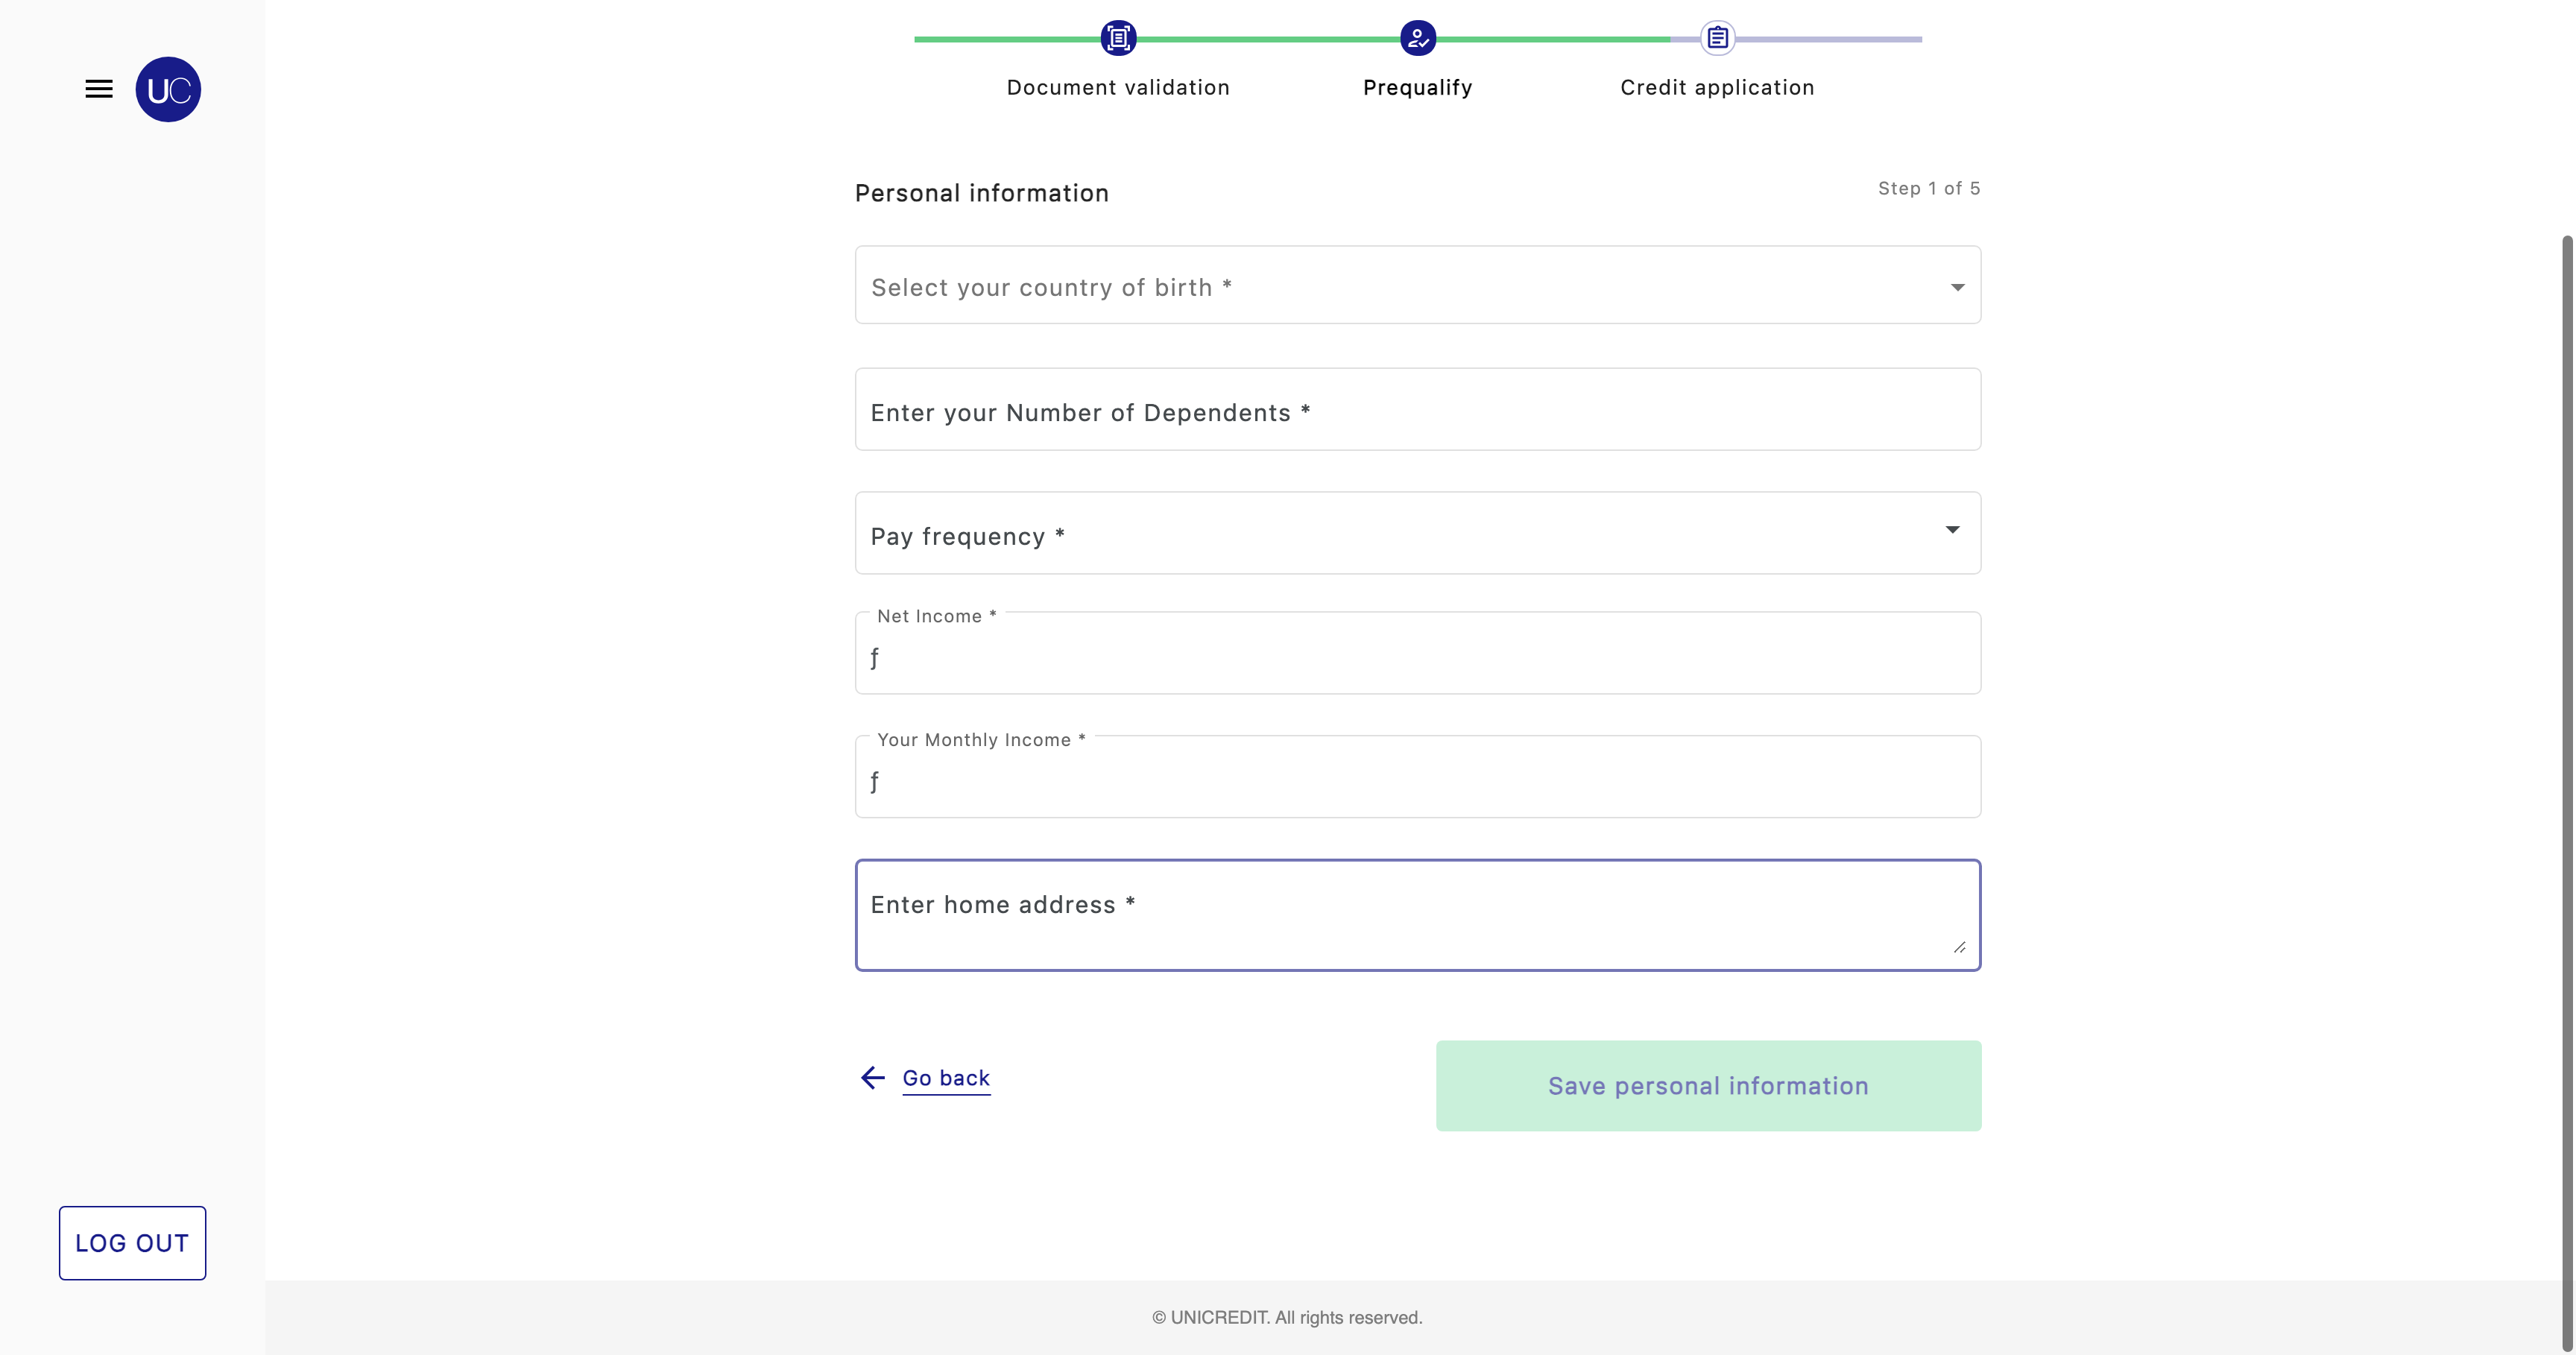 UC
Document validation
Prequalify
Credit application
Personal information
Step 1 of 5
Select your country of birth *
Enter your Number of Dependents *
Pay frequency *
Net Income *
ƒ
Your Monthly Income *
ƒ
Enter home address *
Go back
Save personal information
LOG OUT
© UNICREDIT. All rights reserved.